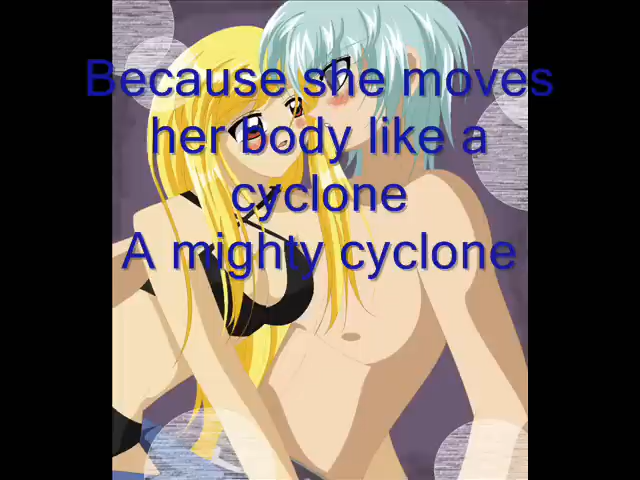 Because she moves
her body like a
cyclone
A mighty cyclone